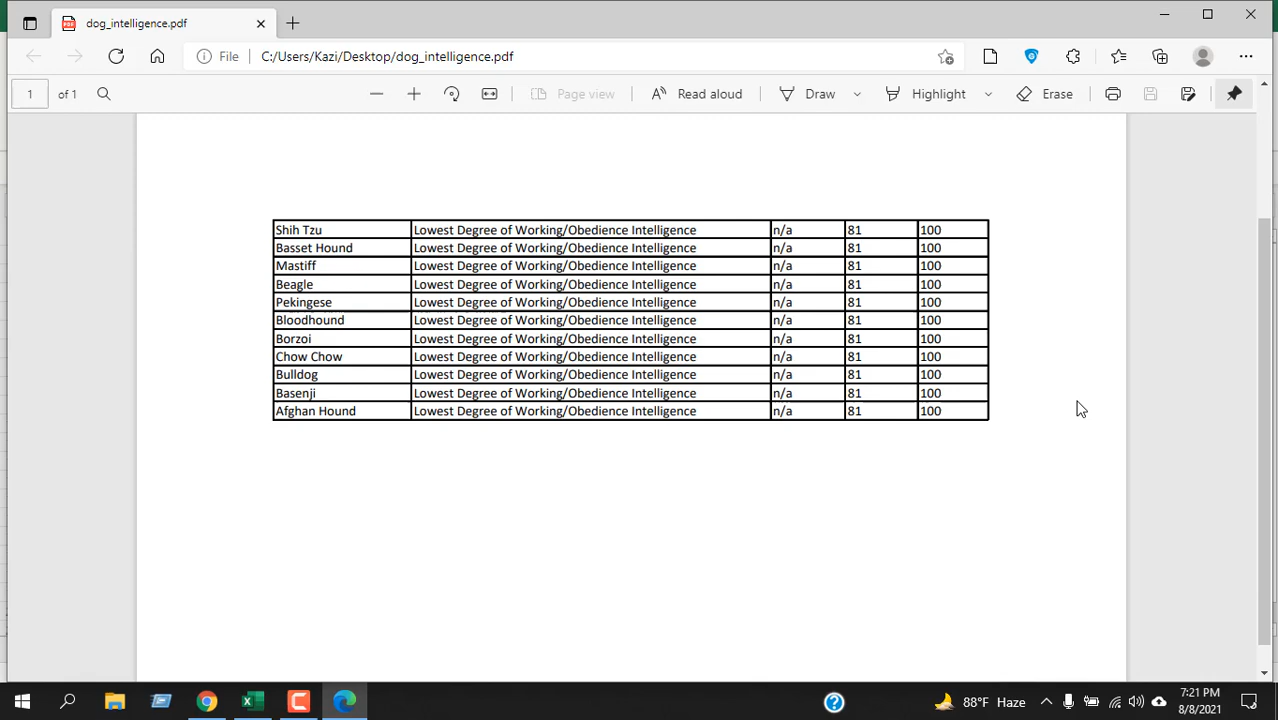 dog_intelligence.pdf
File C:/Users/Kazi/Desktop/dog_intelligence.pdf
1 of 1 Page view Read aloud Draw Highlight Erase
Shih Tzu Lowest Degree of Working/Obedience Intelligence n/a 81 100
Basset Hound Lowest Degree of Working/Obedience Intelligence n/a 81 100
Mastiff Lowest Degree of Working/Obedience Intelligence n/a 81 100
Beagle Lowest Degree of Working/Obedience Intelligence n/a 81 100
Pekingese Lowest Degree of Working/Obedience Intelligence n/a 81 100
Bloodhound Lowest Degree of Working/Obedience Intelligence n/a 81 100
Borzoi Lowest Degree of Working/Obedience Intelligence n/a 81 100
Chow Chow Lowest Degree of Working/Obedience Intelligence n/a 81 100
Bulldog Lowest Degree of Working/Obedience Intelligence n/a 81 100
Basenji Lowest Degree of Working/Obedience Intelligence n/a 81 100
Afghan Hound Lowest Degree of Working/Obedience Intelligence n/a 81 100
88°F Haze 7:21 PM
8/8/2021